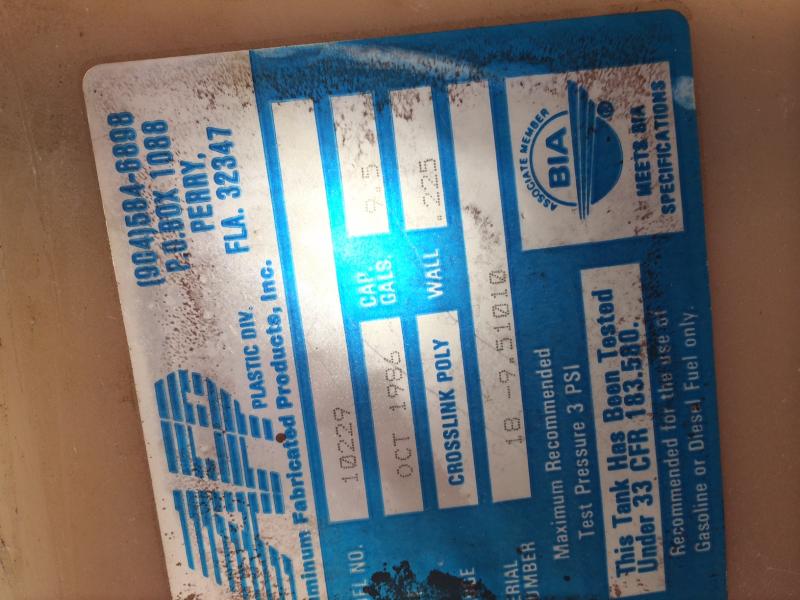 PLASTIC DIV.
Fabricated Products, Inc.
(904)584-6898
P.O.BOX 1088
PERRY,
FLA. 32347
NO.
10229
OCT 1986
CAP.
GALS.
9.5
CROSSLINK POLY
WALL
.225
18 -9.51010
Maximum Recommended
Test Pressure 3 PSI
ASSOCIATE MEMBER
BIA
®
MEETS BIA
SPECIFICATIONS
This Tank Has Been Tested
Under 33 CFR 183.580.
Recommended for the use of
Gasoline or Diesel Fuel only.